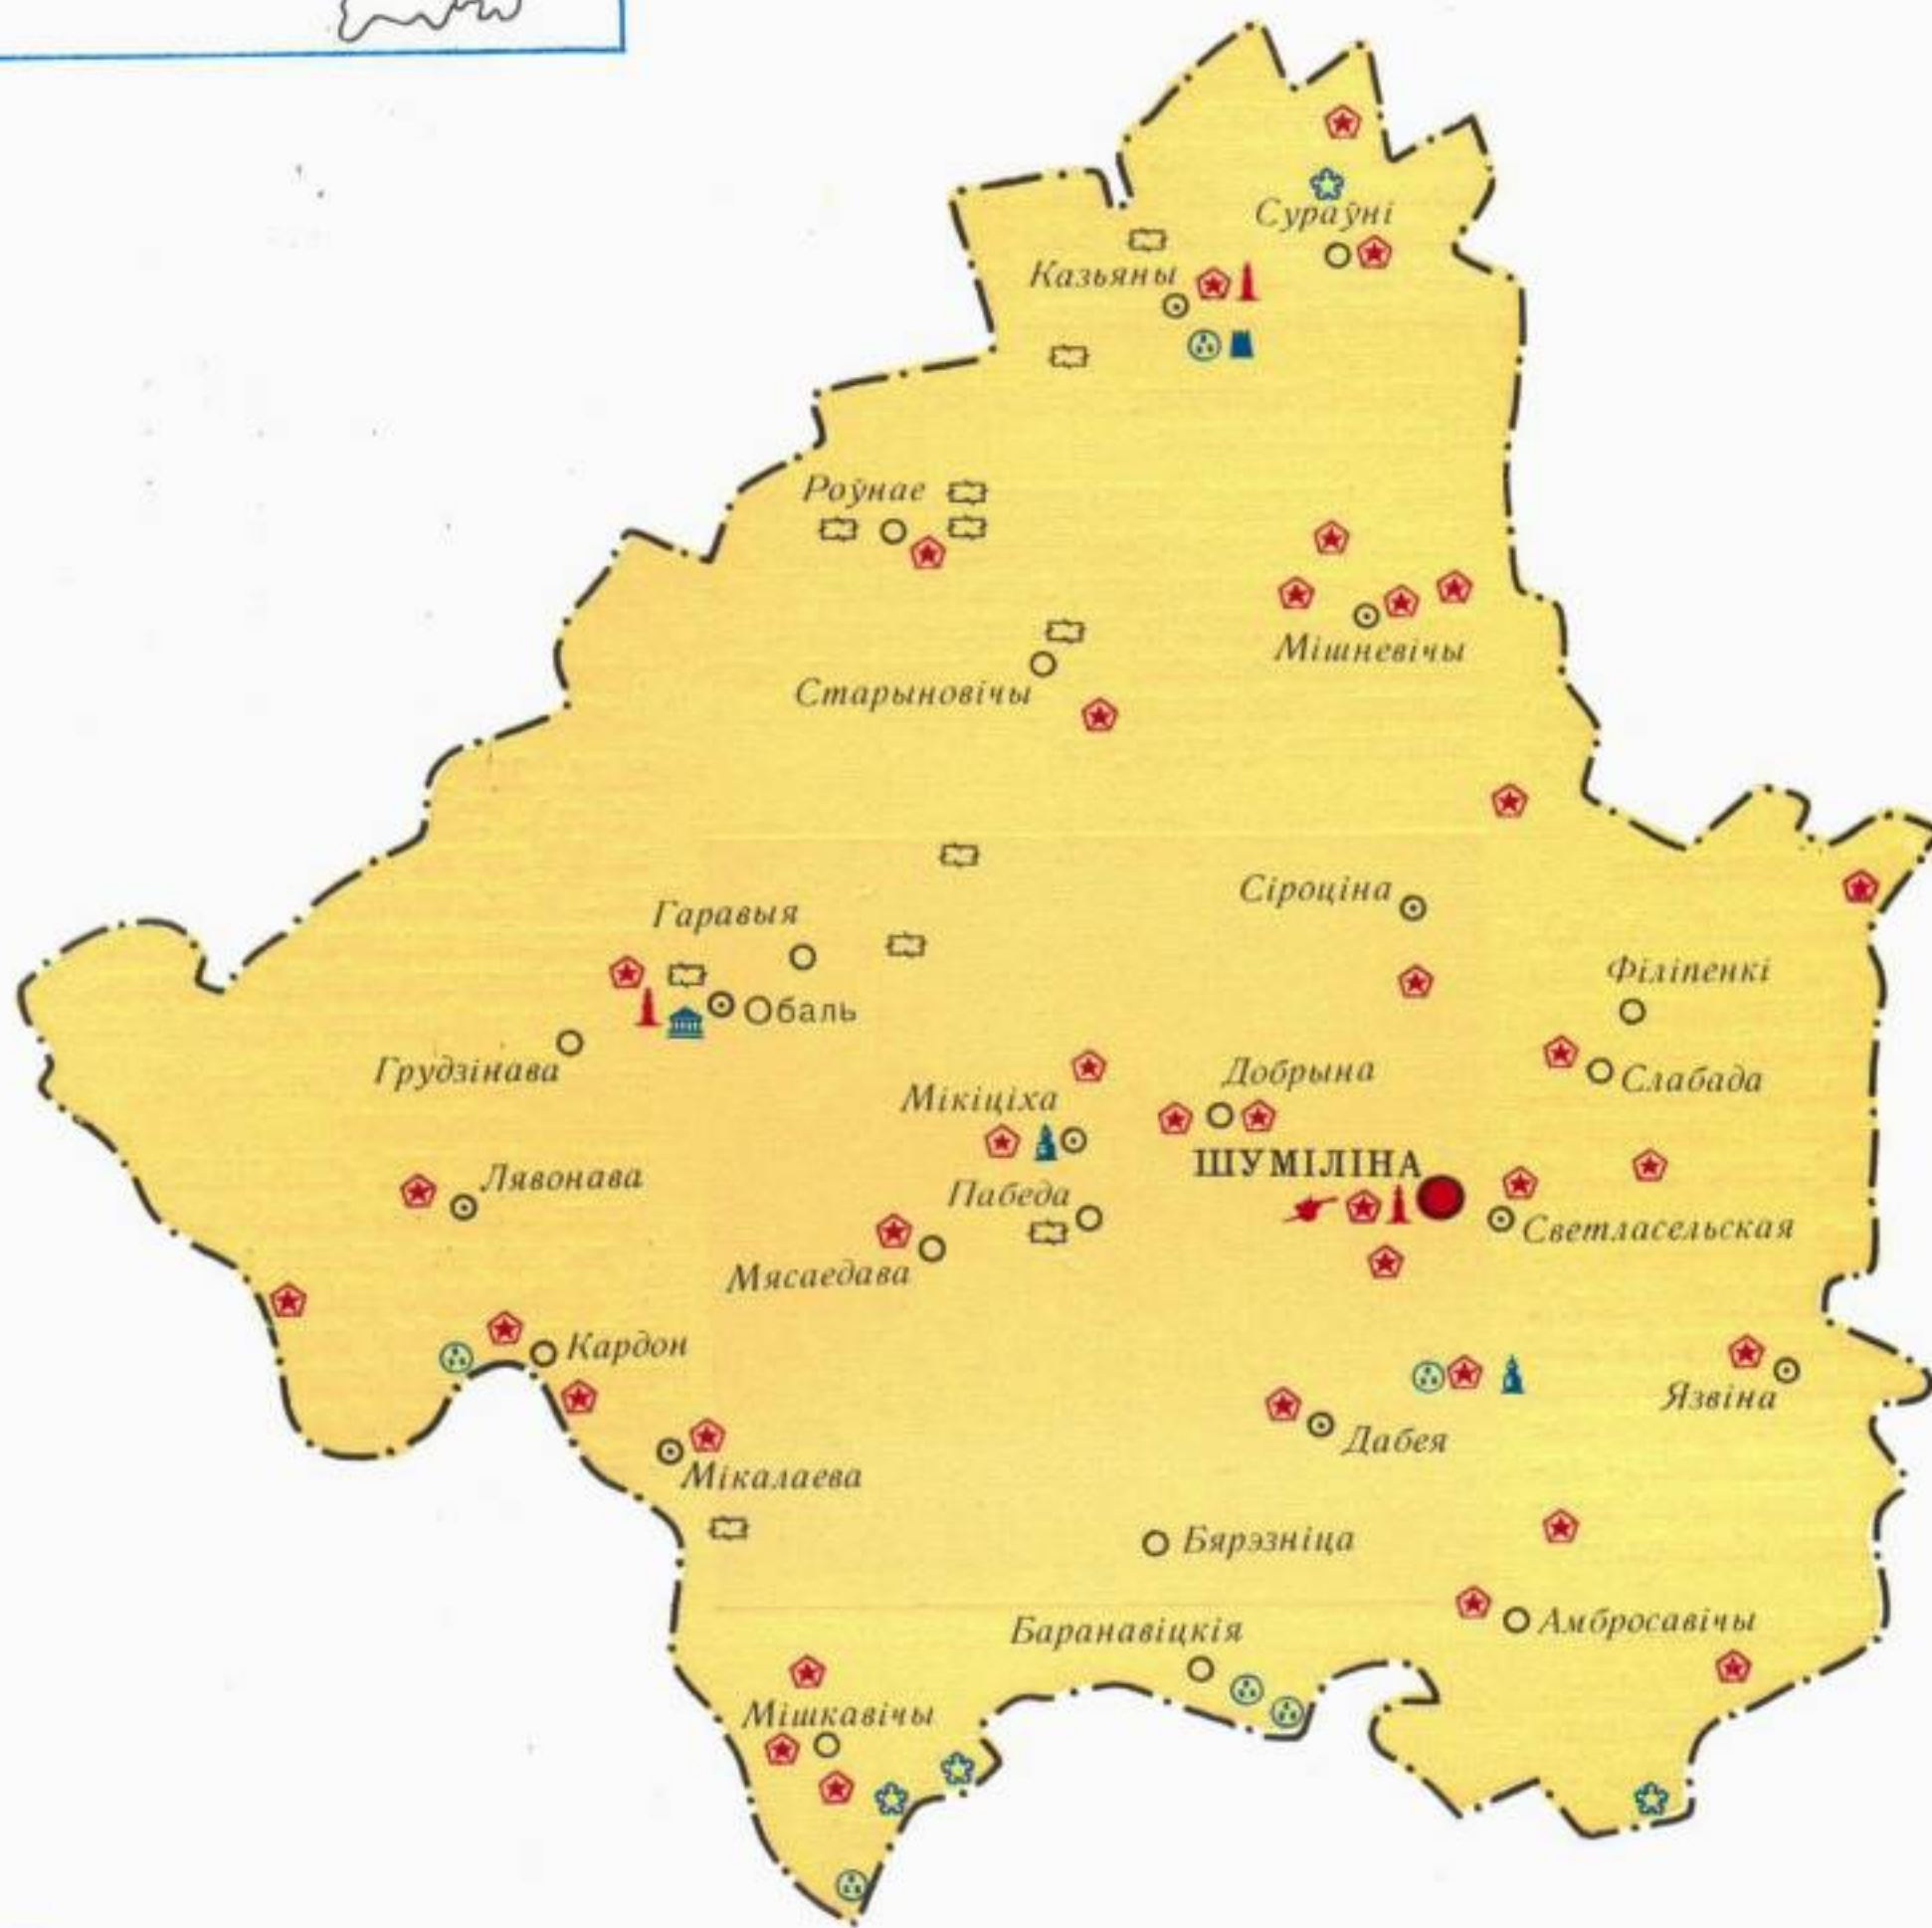 Сураўні
Казьяны
Роўнае
Мішневічы
Старыновічы
Сіроціна
Гаравыя
Філіпенкі
Обаль
Грудзінава
Добрына
Слабада
Мікіціха
ШУМІЛІНА
Лявонава
Пабеда
Светласельская
Мясаедава
Кардон
Язвіна
Дабея
Мікалаева
Бярэзніца
Амбросавічы
Баранавіцкія
Мішкавічы